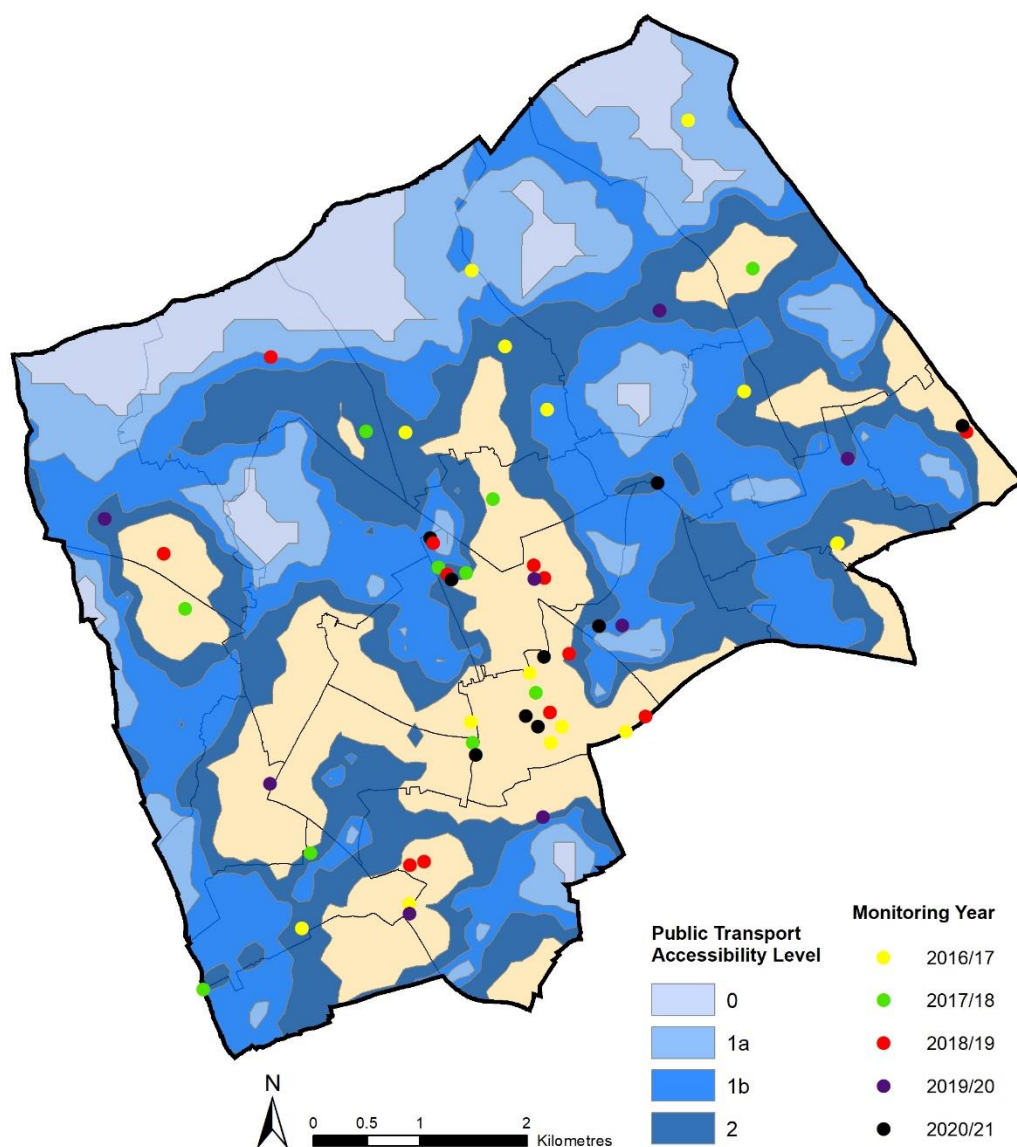 Public Transport
Accessibility Level
0
1a
1b
2
Monitoring Year
2016/17
2017/18
2018/19
2019/20
2020/21
N
0 0.5 1 2
Kilometres